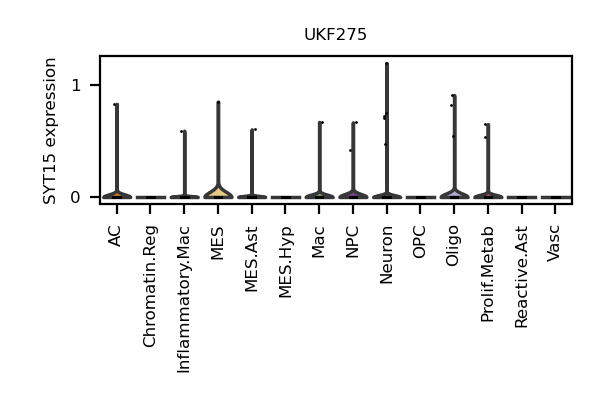 UKF275
SYT15 expression
1
0
AC
Chromatin.Reg
Inflammatory.Mac
MES
MES.Ast
MES.Hyp
Mac
NPC
Neuron
OPC
Oligo
Prolif.Metab
Reactive.Ast
Vasc